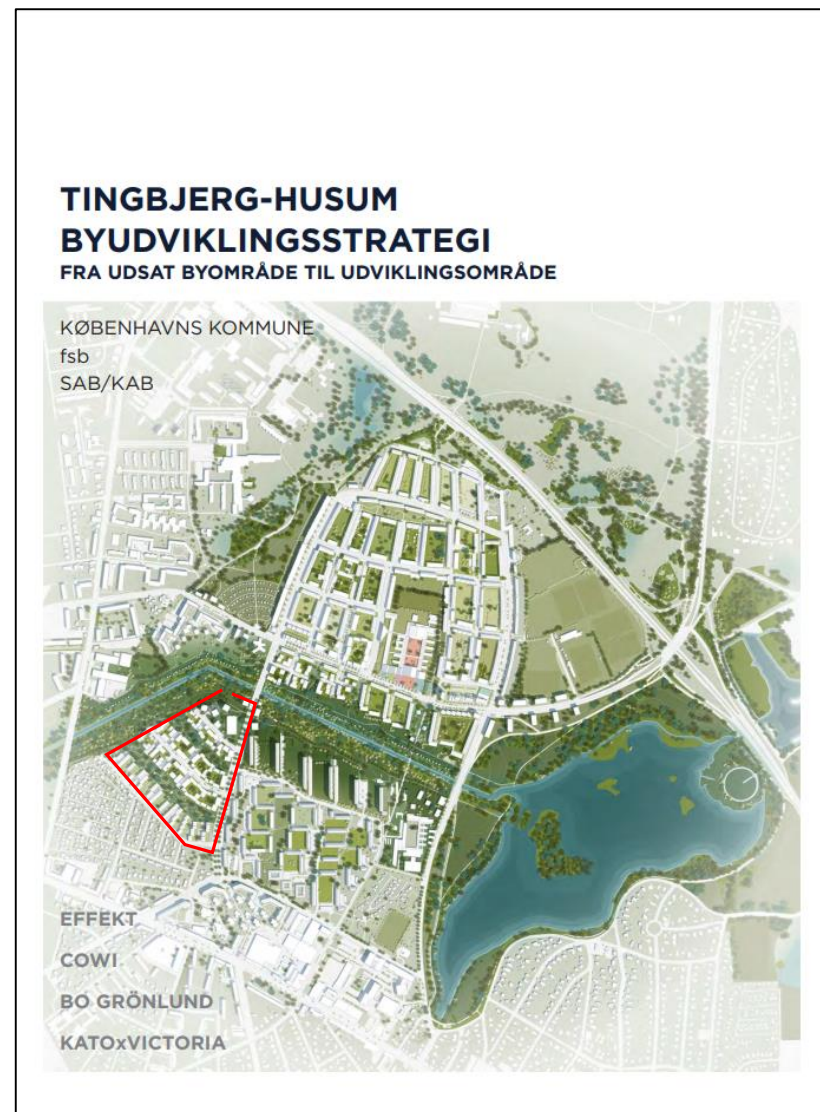 TINGBJERG-HUSUM
BYUDVIKLINGSSTRATEGI
FRA UDSAT BYOMRÅDE TIL UDVIKLINGSOMRÅDE
KØBENHAVNS KOMMUNE
fsb
SAB/KAB
EFFEKT
COWI
BO GRÖNLUND
KATOxVICTORIA